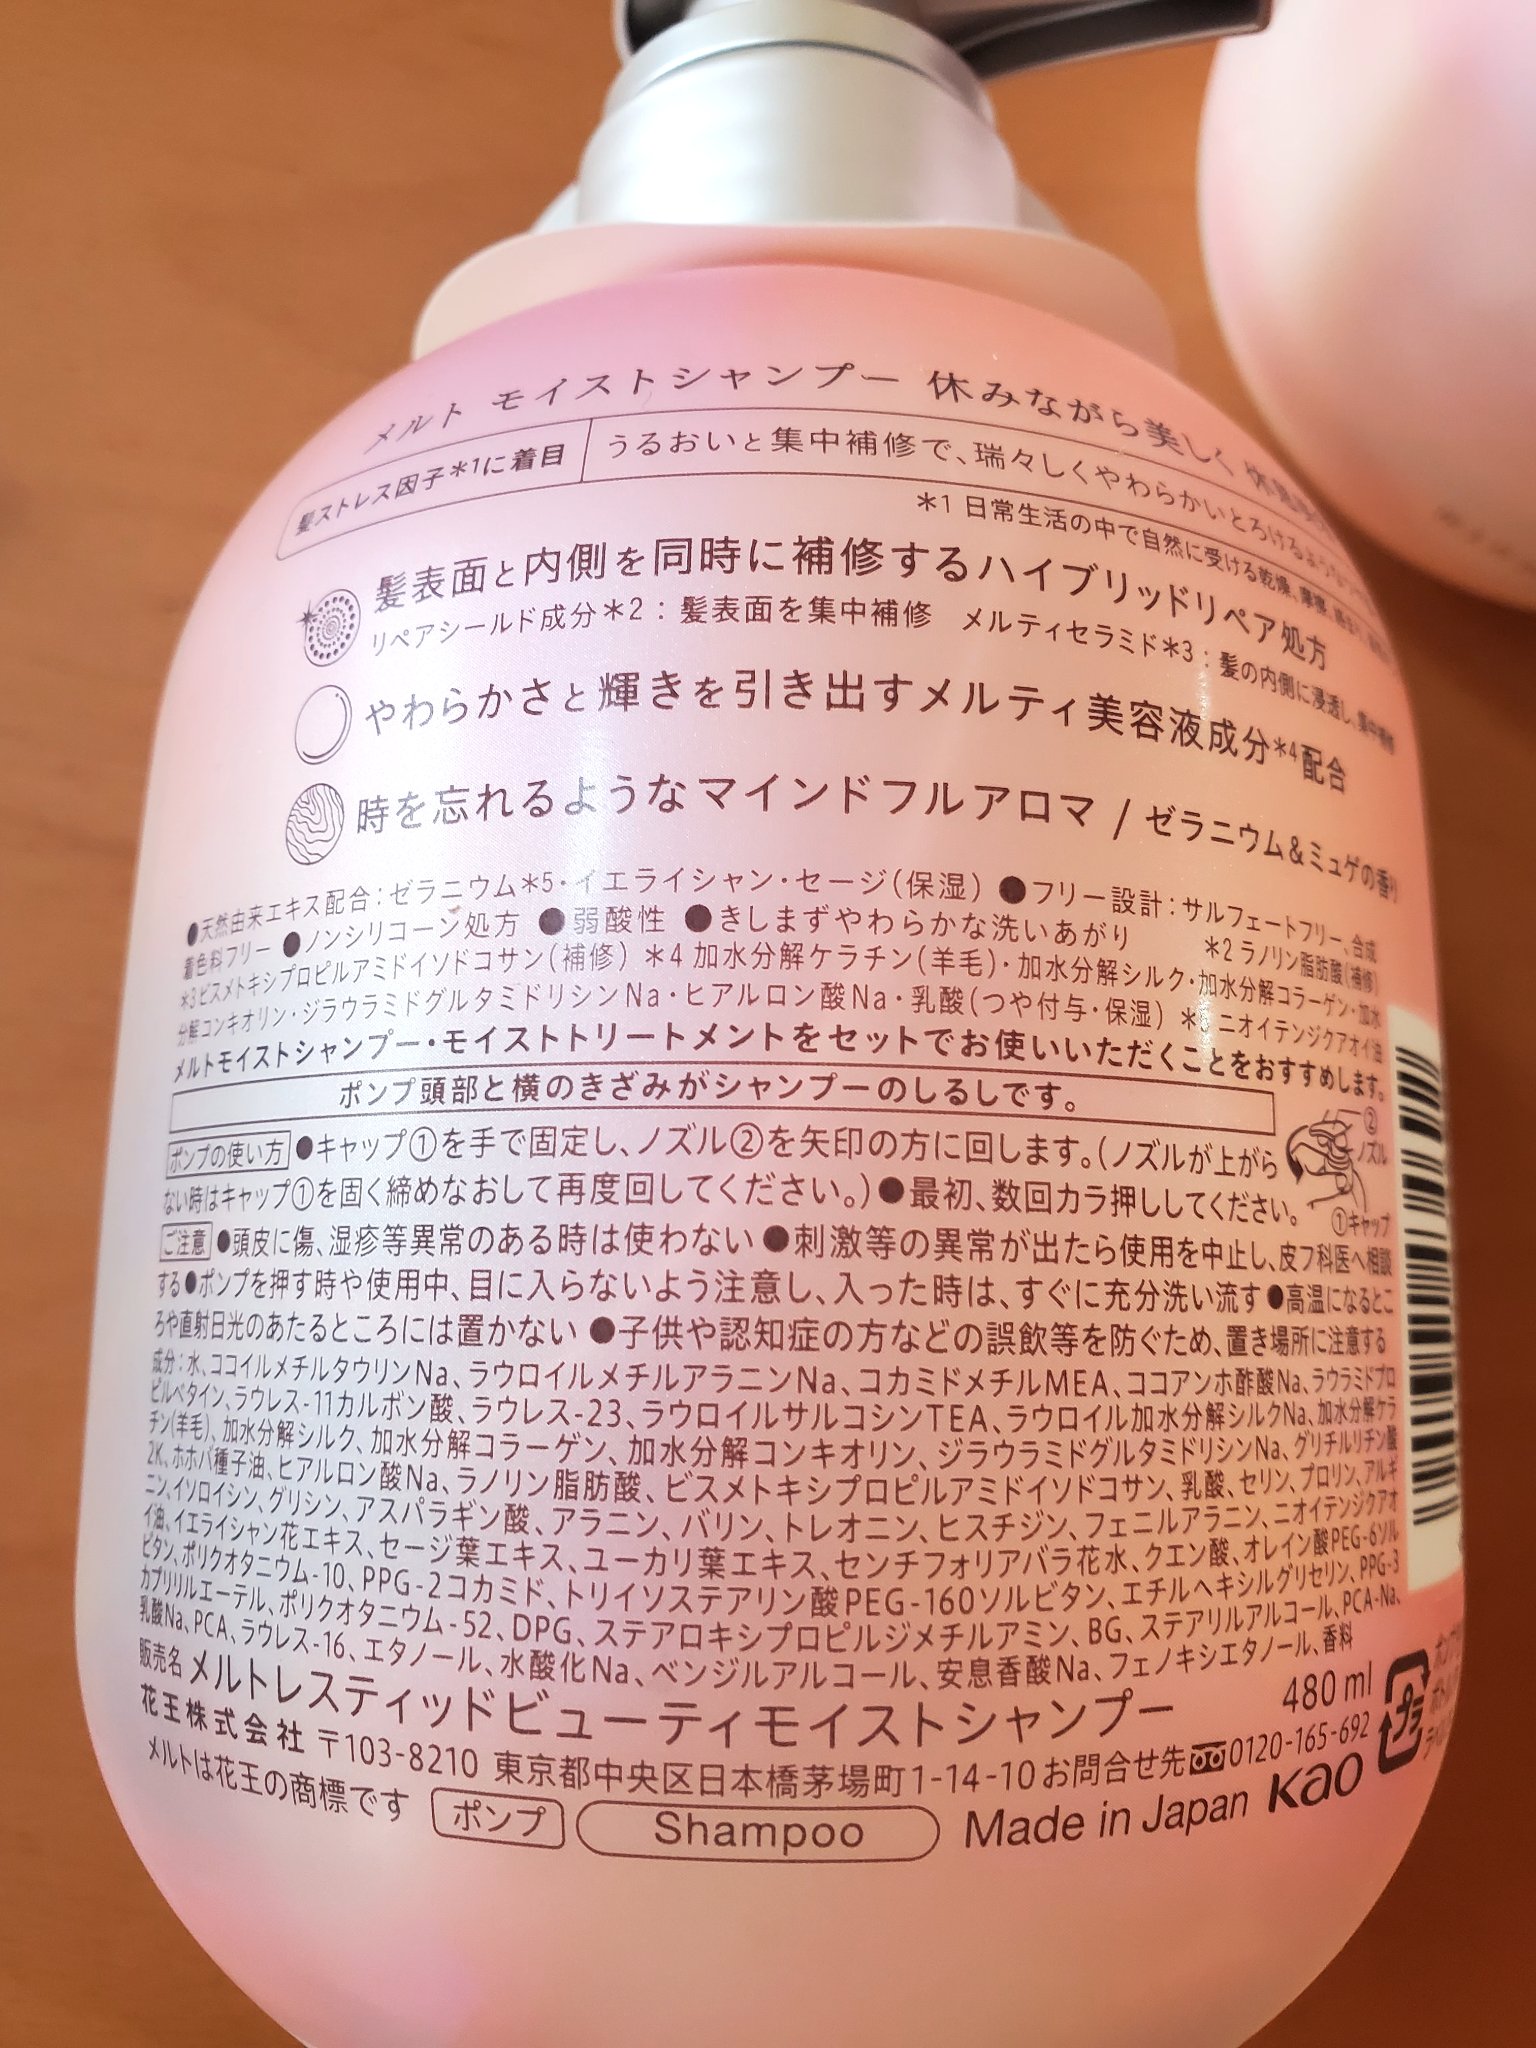 メルト モイストシャンプー 休みながら美しく
髪ストレス因子*1に着目 うるおいと集中補修で、瑞々しくやわらかいとろけるような
*1 日常生活の中で自然に受ける乾燥、摩擦、
髪表面と内側を同時に補修するハイブリッドリペア処方
リペアシールド成分*2：髪表面を集中補修 メルティセラミド*3：髪の内側に浸透し、集中補修
やわらかさと輝きを引き出すメルティ美容液成分*4配合
時を忘れるようなマインドフルアロマ / ゼラニウム&ミュゲの香り
●天然由来エキス配合：ゼラニウム*5・イエライシャン・セージ(保湿) ●フリー設計：サルフェートフリー、合成
着色料フリー ●ノンシリコーン処方 ●弱酸性 ●きしまずやわらかな洗いあがり *2 ラノリン脂肪酸(補修)
*3 ビスメトキシプロピルアミドイソドコサン(補修) *4 加水分解ケラチン(羊毛)・加水分解シルク・加水分解コラーゲン・加水
分解コンキオリン・ジラウラミドグルタミドリシンNa・ヒアルロン酸Na・乳酸(つや付与・保湿) *5 ニオイテンジクアオイ油
メルトモイストシャンプー・モイストトリートメントをセットでお使いいただくことをおすすめします。
ポンプ頭部と横のきざみがシャンプーのしるしです。
ポンプの使い方 ●キャップ①を手で固定し、ノズル②を矢印の方に回します。(ノズルが上がら
ない時はキャップ①を固く締めなおして再度回してください。)●最初、数回カラ押ししてください。
②
ノズル
①キャップ
ご注意 ●頭皮に傷、湿疹等異常のある時は使わない ●刺激等の異常が出たら使用を中止し、皮フ科医へ相談
する●ポンプを押す時や使用中、目に入らないよう注意し、入った時は、すぐに充分洗い流す ●高温になるとこ
ろや直射日光のあたるところには置かない ●子供や認知症の方などの誤飲等を防ぐため、置き場所に注意する
成分：水、ココイルメチルタウリンNa、ラウロイルメチルアラニンNa、コカミドメチルMEA、ココアンホ酢酸Na、ラウラミドプロ
ピルベタイン、ラウレス-11カルボン酸、ラウレス-23、ラウロイルサルコシンTEA、ラウロイル加水分解シルクNa、加水分解ケラ
チン(羊毛)、加水分解シルク、加水分解コラーゲン、加水分解コンキオリン、ジラウラミドグルタミドリシンNa、グリチルリチン酸
2K、ホホバ種子油、ヒアルロン酸Na、ラノリン脂肪酸、ビスメトキシプロピルアミドイソドコサン、乳酸、セリン、プロリン、アルギ
ニン、イソロイシン、グリシン、アスパラギン酸、アラニン、バリン、トレオニン、ヒスチジン、フェニルアラニン、ニオイテンジクアオ
イ油、イエライシャン花エキス、セージ葉エキス、ユーカリ葉エキス、センチフォリアバラ花水、クエン酸、オレイン酸PEG-6ソル
ビタン、ポリクオタニウム-10、PPG-2コカミド、トリイソステアリン酸PEG-160ソルビタン、エチルヘキシルグリセリン、PPG-3
カプリリルエーテル、ポリクオタニウム-52、DPG、ステアロキシプロピルジメチルアミン、BG、ステアリルアルコール、PCA-Na、
乳酸Na、PCA、ラウレス-16、エタノール、水酸化Na、ベンジルアルコール、安息香酸Na、フェノキシエタノール、香料
販売名 メルトレスティッドビューティモイストシャンプー 480 ml
花王株式会社 〒103-8210 東京都中央区日本橋茅場町1-14-10 お問合せ先 0120-165-692
メルトは花王の商標です ポンプ Shampoo Made in Japan Kao
プラ